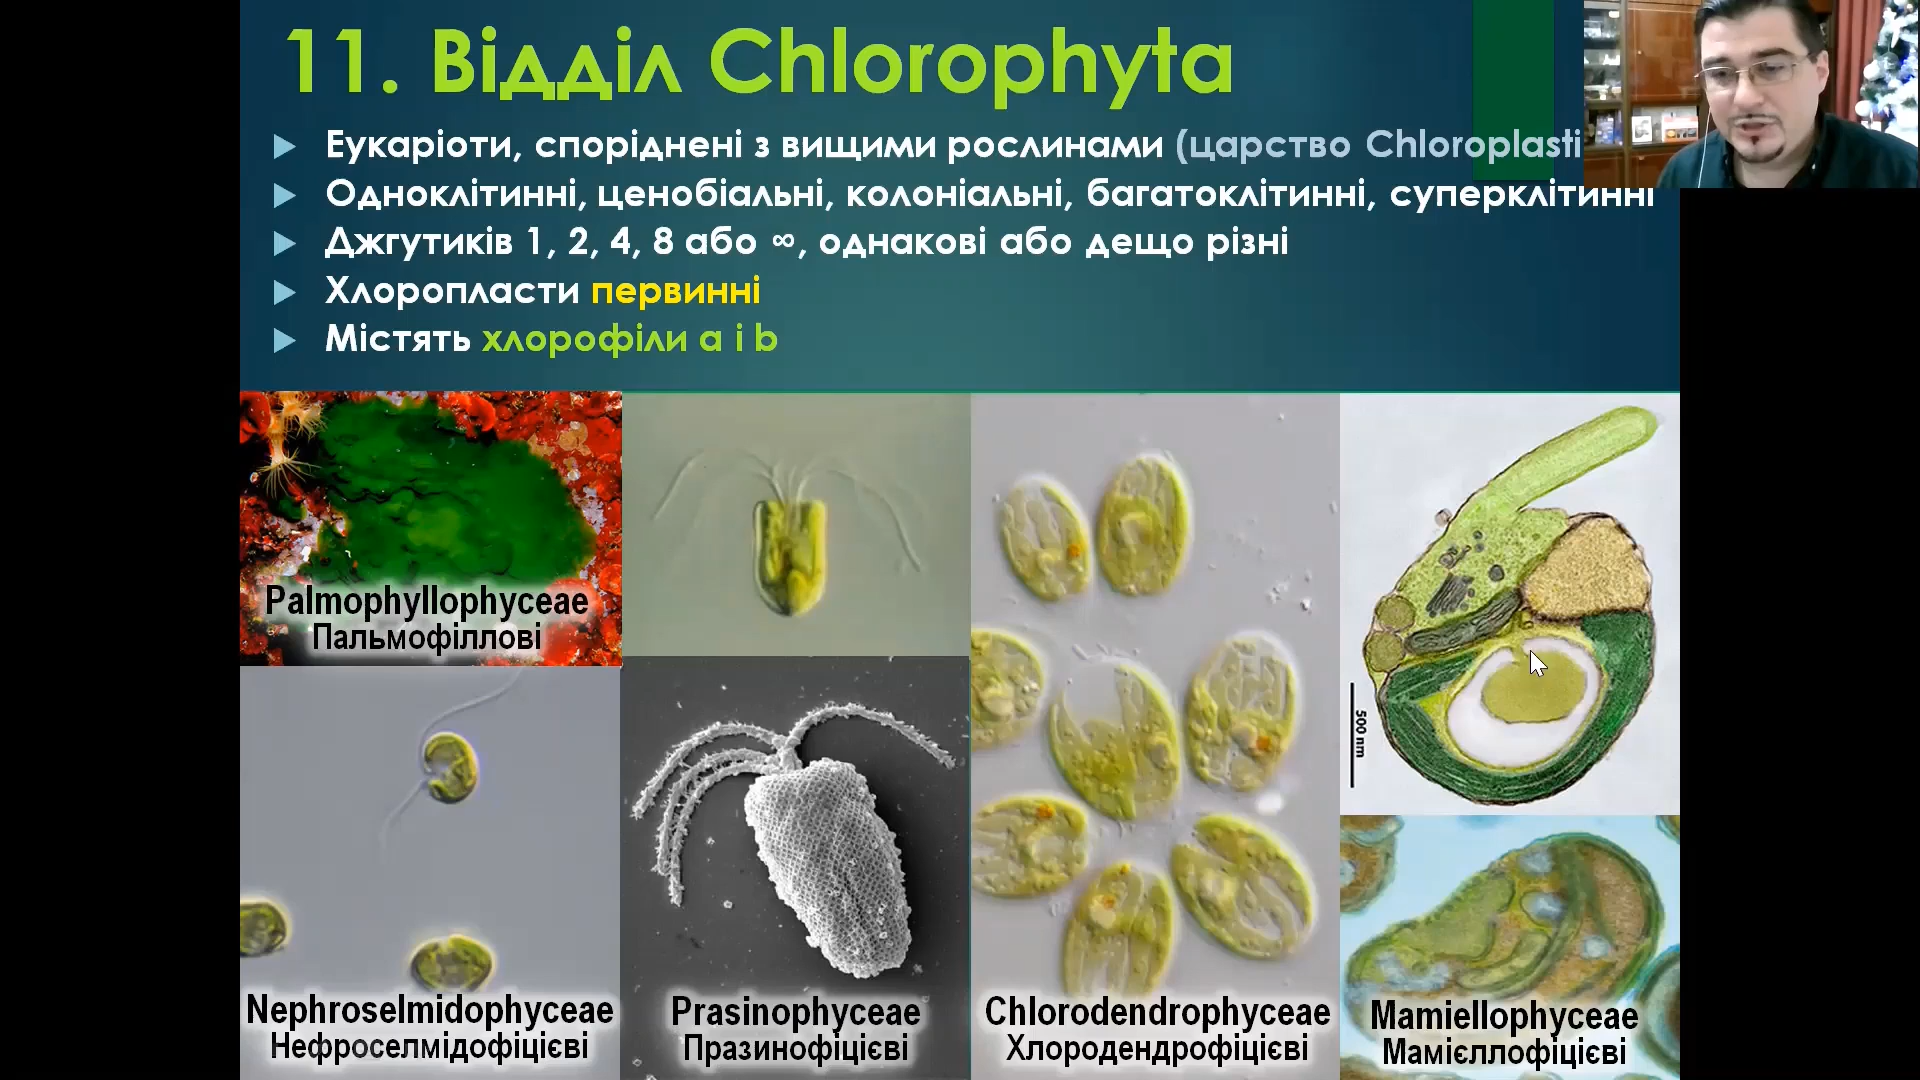 11. Відділ Chlorophyta
Еукаріоти, споріднені з вищими рослинами (царство Chloroplasti
Одноклітинні, ценобіальні, колоніальні, багатоклітинні, суперклітинні
Джгутиків 1, 2, 4, 8 або ∞, однакові або дещо різні
Хлоропласти первинні
Містять хлорофіли a і b
Palmophyllophyceae
Пальмофіллові
500 nm
Nephroselmidophyceae
Нефроселмідофіцієві
Prasinophyceae
Празинофіцієві
Chlorodendrophyceae
Хлородендрофіцієві
Mamiellophyceae
Мамієллофіцієві